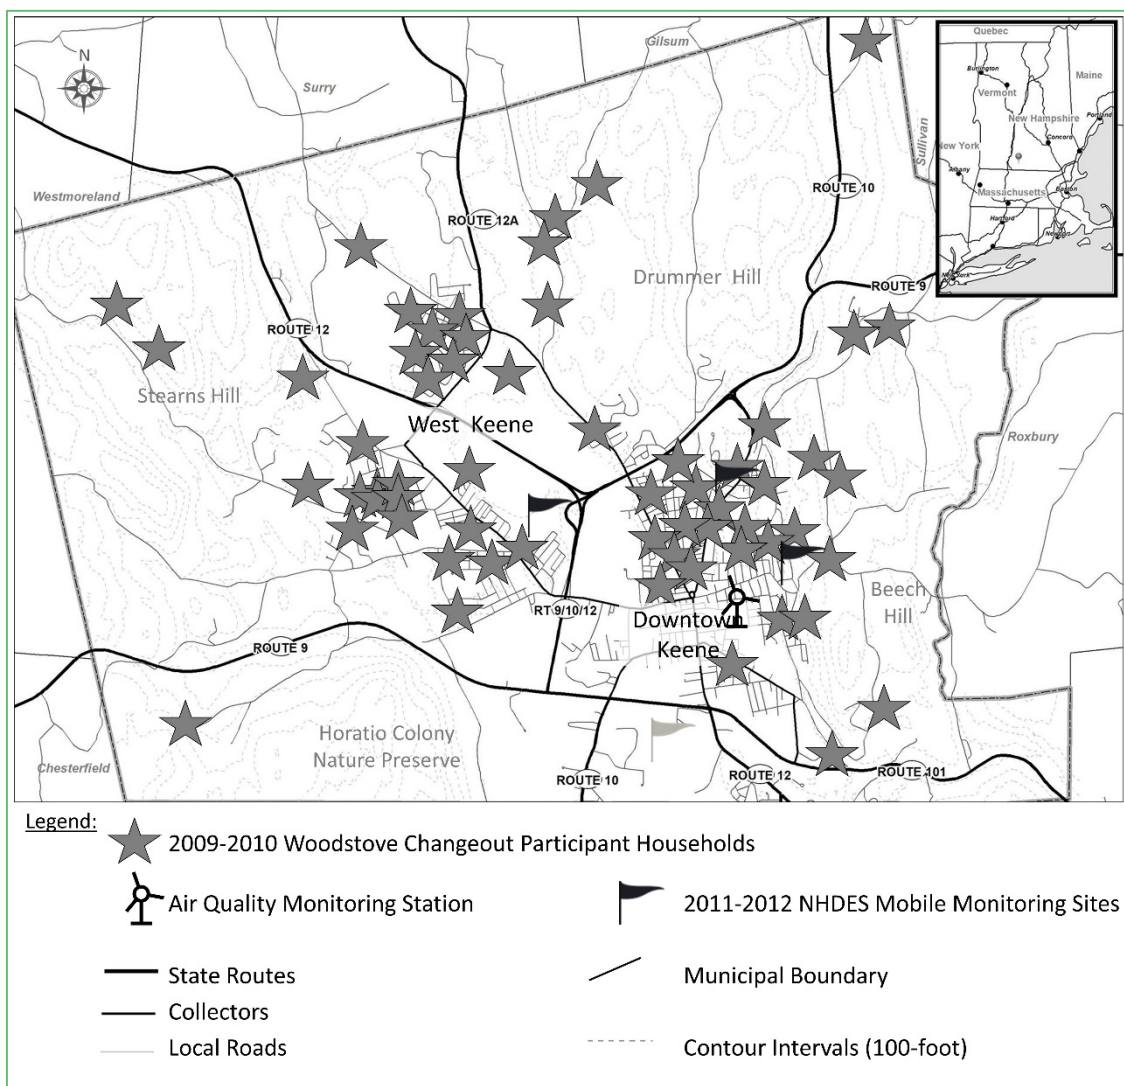 Quebec
Gilsum
N
Burlington
Maine
Surry
Vermont
New Hampshire
Portland
Sullivan
Concord
New York
Westmoreland
ROUTE 10
Albany
Boston
Massachusetts
ROUTE 12A
Hartford
Newport
Drummer Hill
New York
ROUTE 9
ROUTE 12
Stearns Hill
West Keene
Roxbury
Beech
Hill
RT 9/10/12
Downtown
Keene
ROUTE 9
Horatio Colony
Nature Preserve
Chesterfield
ROUTE 10
ROUTE 12
ROUTE 101
Legend:
2009-2010 Woodstove Changeout Participant Households
Air Quality Monitoring Station
2011-2012 NHDES Mobile Monitoring Sites
State Routes
Municipal Boundary
Collectors
Local Roads
Contour Intervals (100-foot)